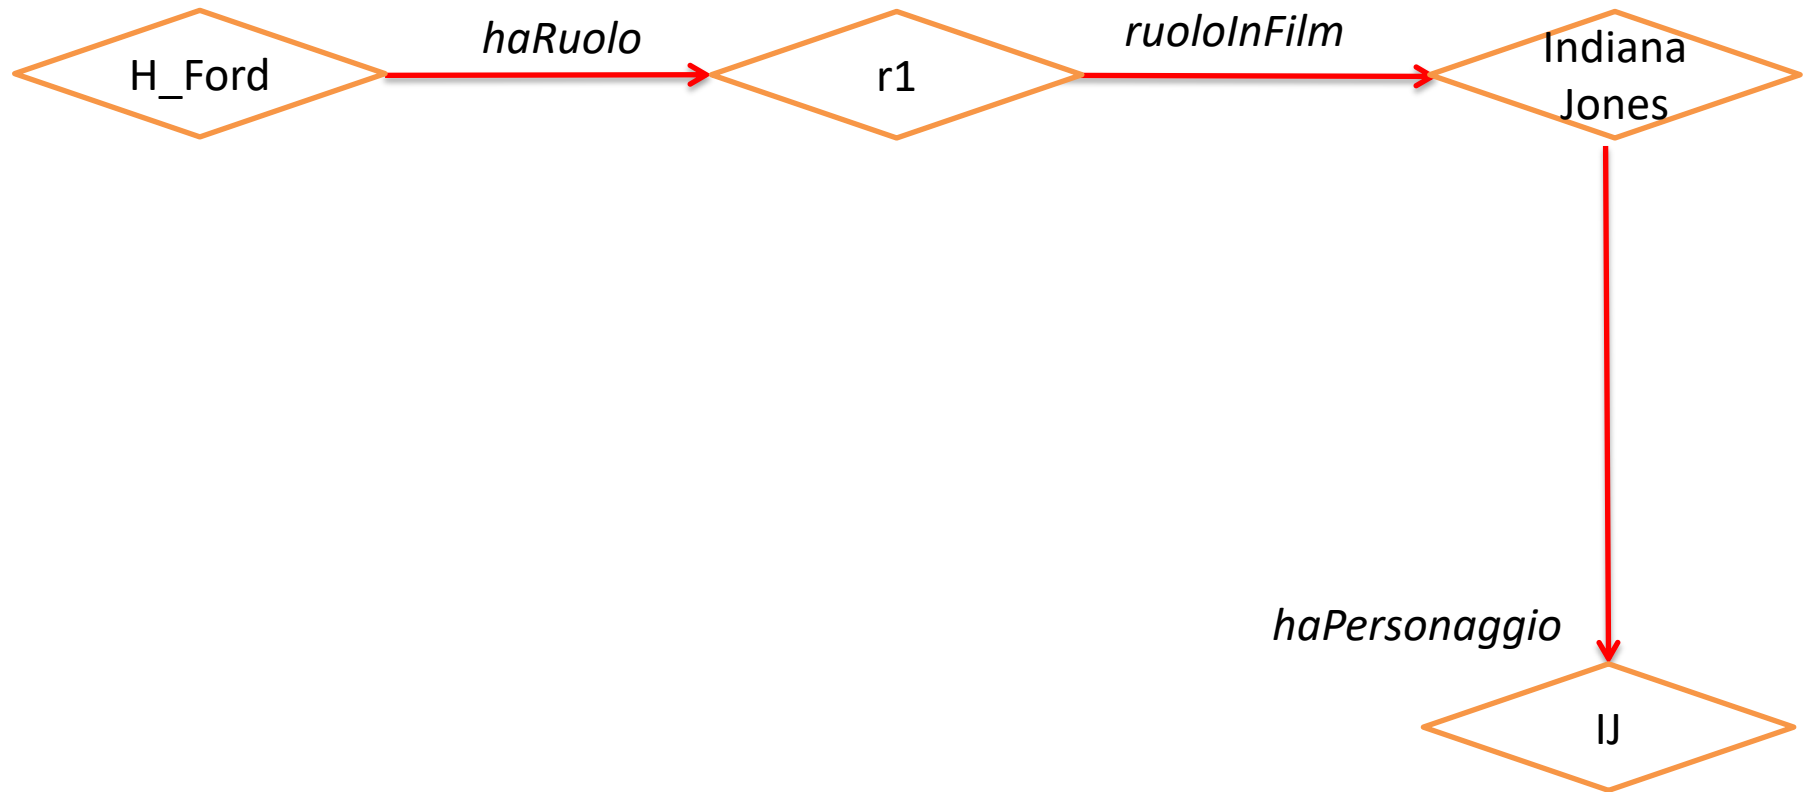 H_Ford
haRuolo
r1
ruoloInFilm
Indiana
Jones
haPersonaggio
IJ